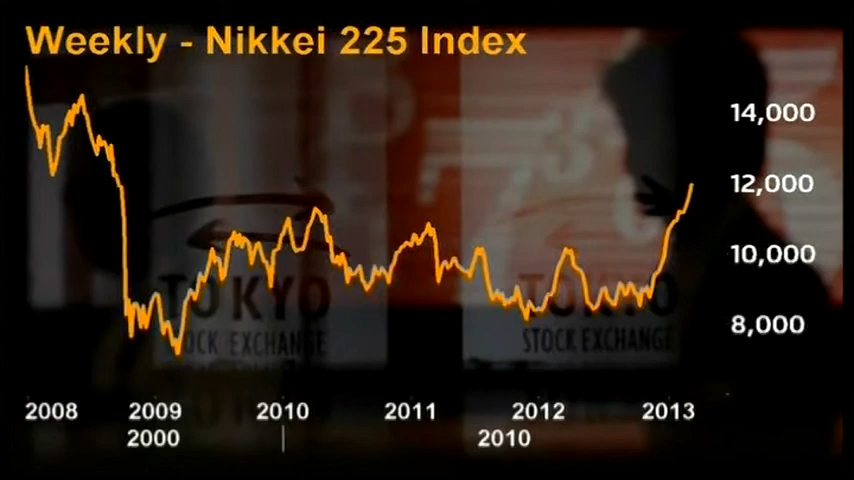 Weekly - Nikkei 225 Index
14,000
12,000
10,000
8,000
TOKYO
STOCK EXCHANGE
STOCK EXCHANGE
2008 2009 2010 2011 2012 2013
2000 2010